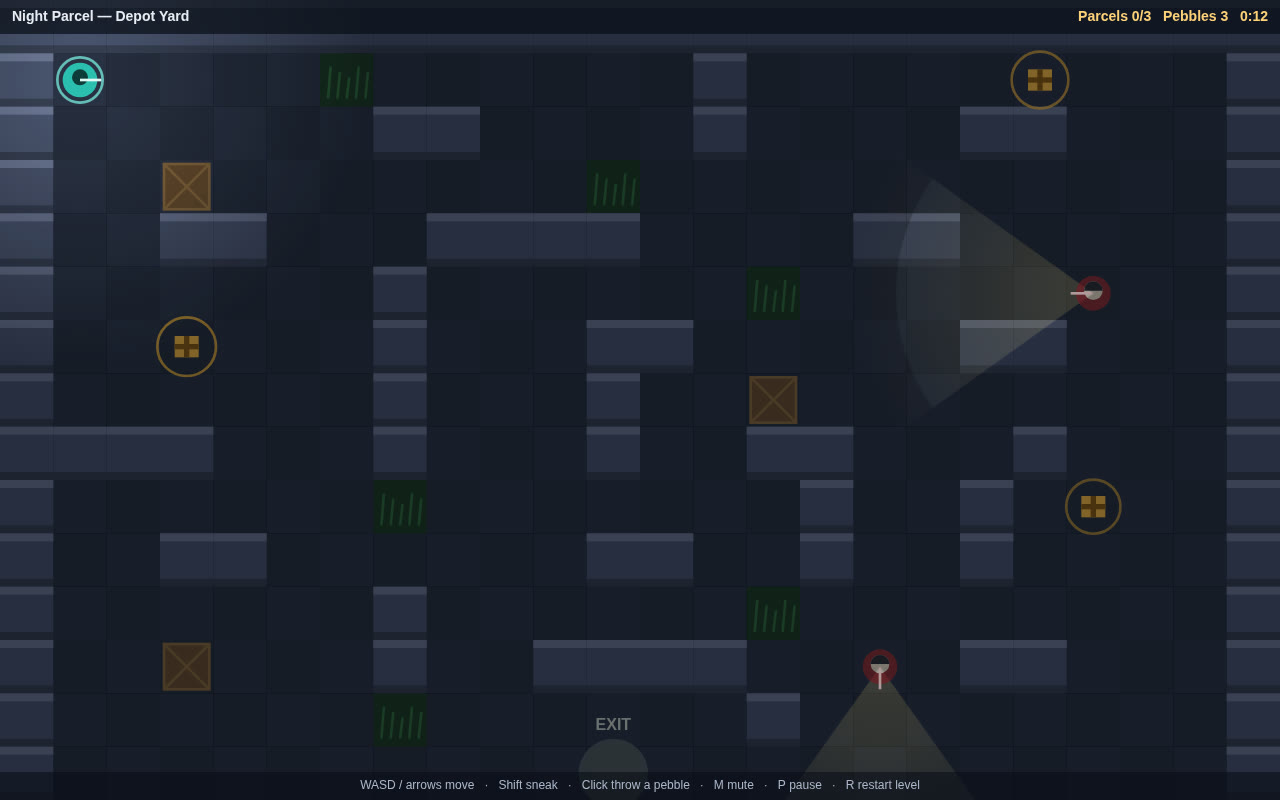 Night Parcel — Depot Yard
Parcels 0/3 Pebbles 3 0:12
EXIT
WASD / arrows move · Shift sneak · Click throw a pebble · M mute · P pause · R restart level